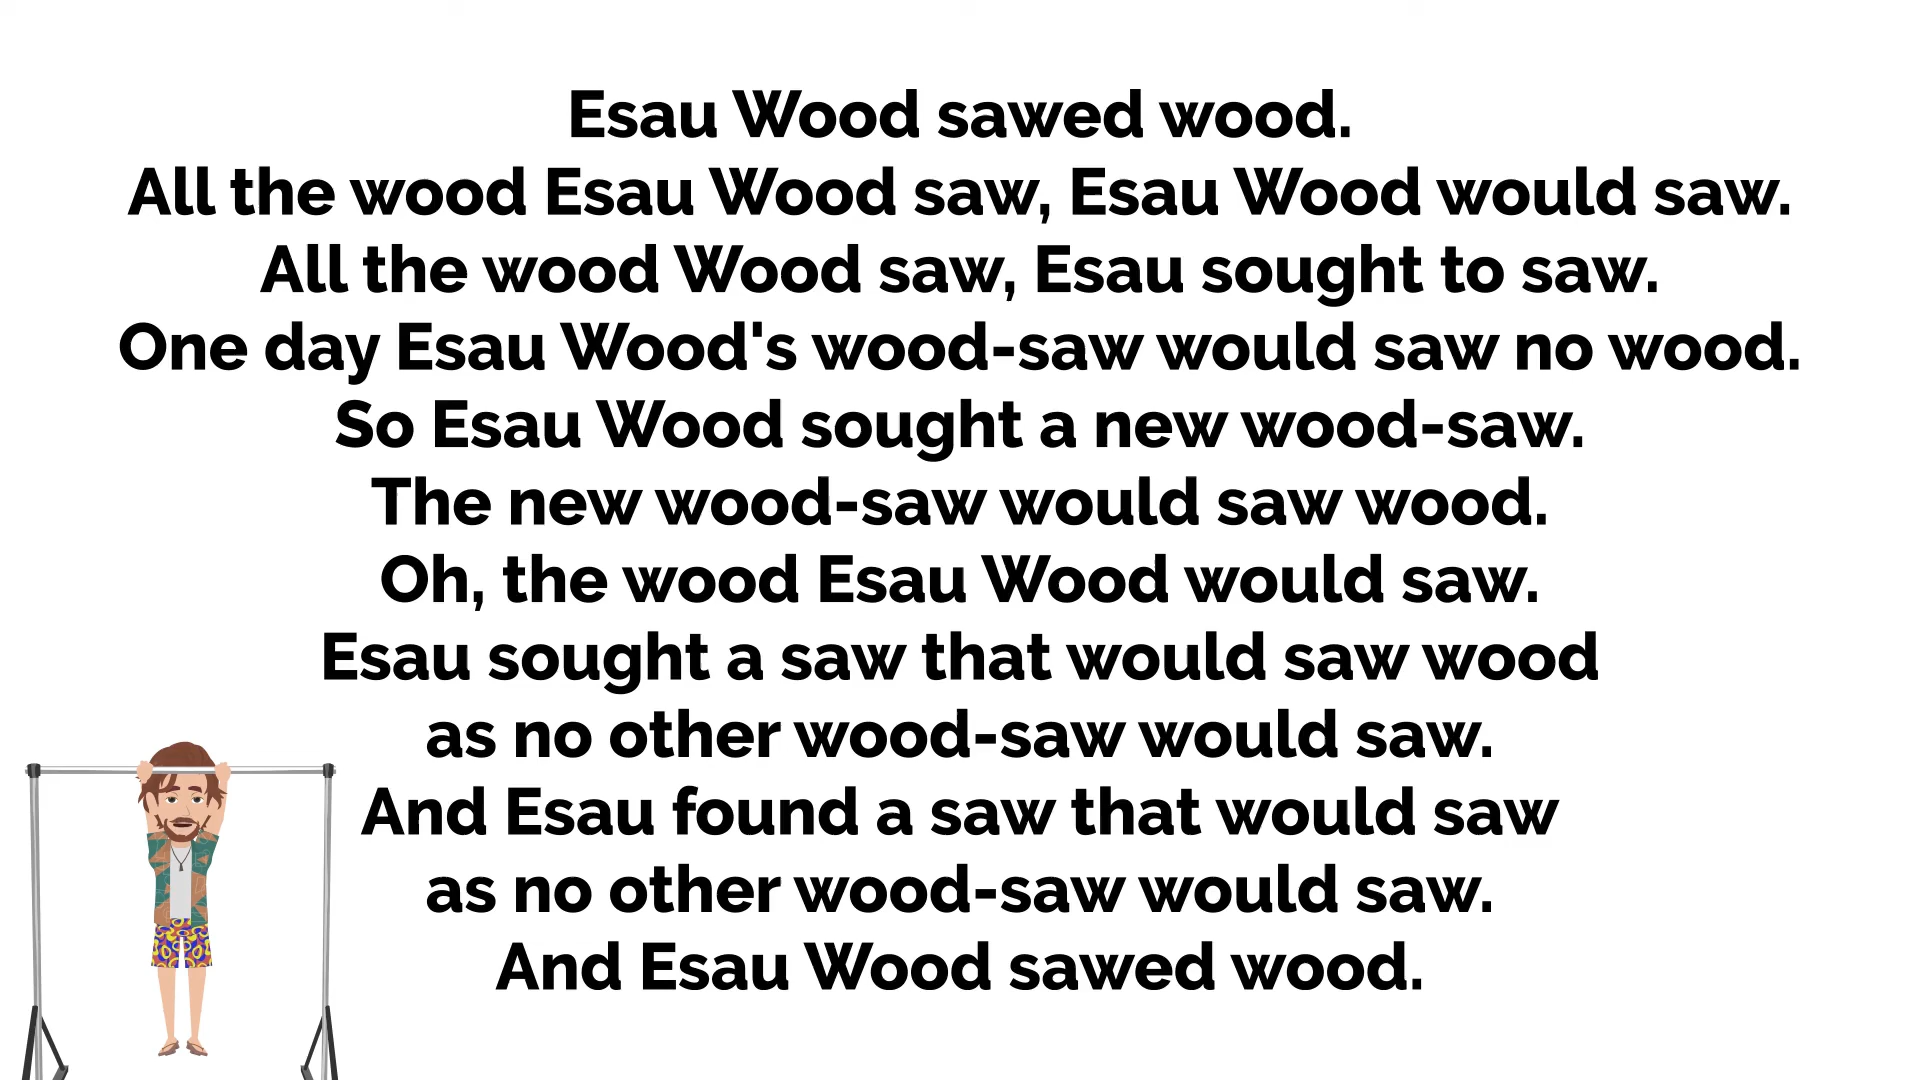 Esau Wood sawed wood.
All the wood Esau Wood saw, Esau Wood would saw.
All the wood Wood saw, Esau sought to saw.
One day Esau Wood's wood-saw would saw no wood.
So Esau Wood sought a new wood-saw.
The new wood-saw would saw wood.
Oh, the wood Esau Wood would saw.
Esau sought a saw that would saw wood
as no other wood-saw would saw.
And Esau found a saw that would saw
as no other wood-saw would saw.
And Esau Wood sawed wood.